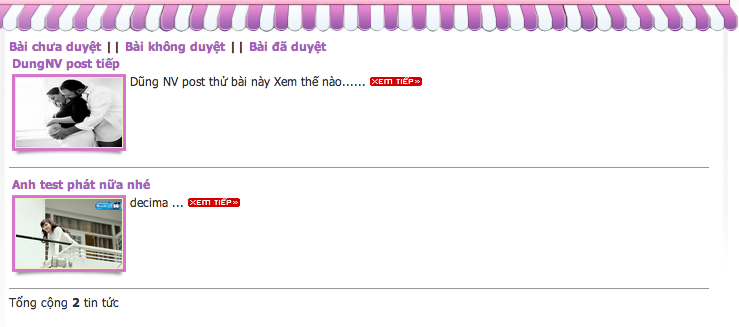 Bài chưa duyệt || Bài không duyệt || Bài đã duyệt
DungNV post tiếp
Dũng NV post thử bài này Xem thế nào...... XEM TIẾP»
Anh test phát nữa nhé
decima ... XEM TIẾP»
Tổng cộng 2 tin tức